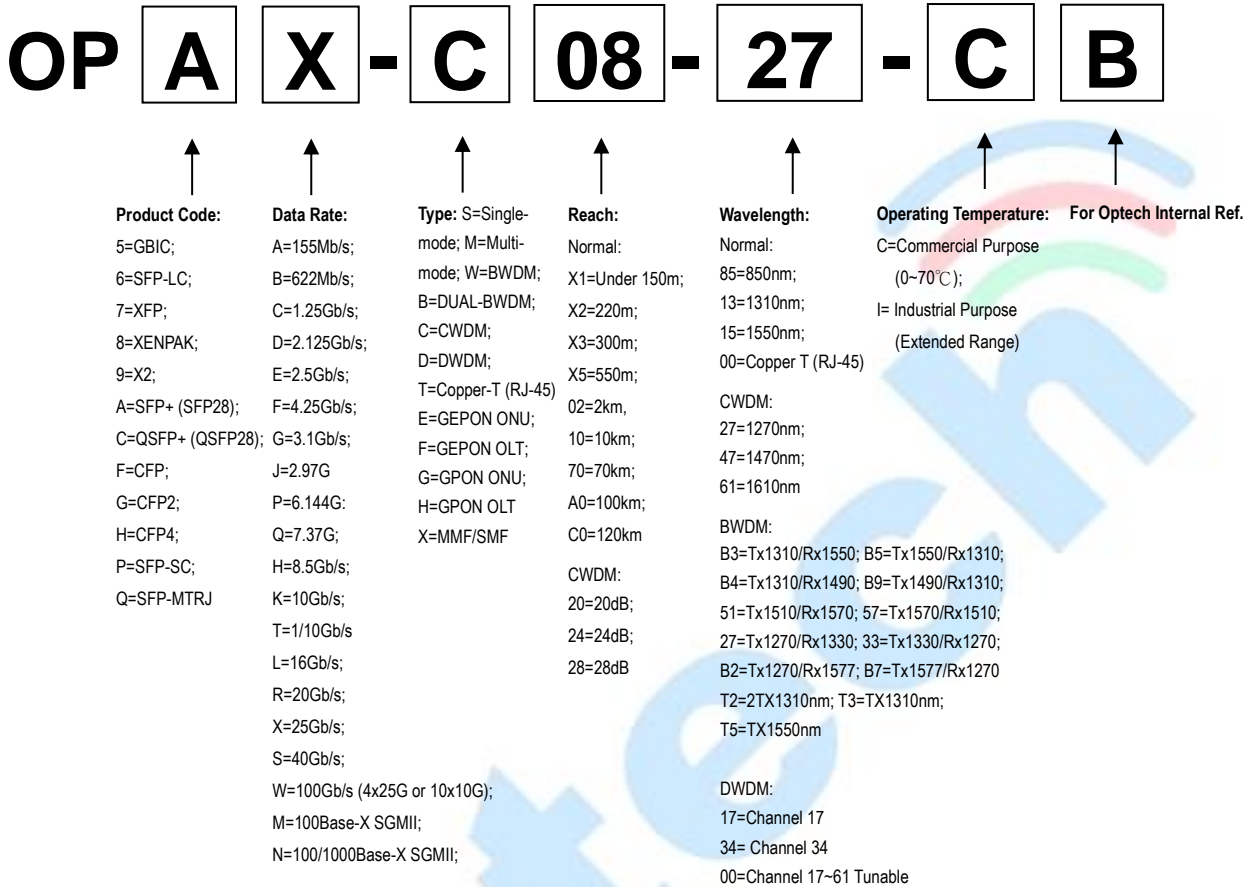 OP A X - C 08 - 27 - C B
Product Code:
5=GBIC;
6=SFP-LC;
7=XFP;
8=XENPAK;
9=X2;
A=SFP+ (SFP28);
C=QSFP+ (QSFP28);
F=CFP;
G=CFP2;
H=CFP4;
P=SFP-SC;
Q=SFP-MTRJ
Data Rate:
A=155Mb/s;
B=622Mb/s;
C=1.25Gb/s;
D=2.125Gb/s;
E=2.5Gb/s;
F=4.25Gb/s;
G=3.1Gb/s;
J=2.97G
P=6.144G:
Q=7.37G;
H=8.5Gb/s;
K=10Gb/s;
T=1/10Gb/s
L=16Gb/s;
R=20Gb/s;
X=25Gb/s;
S=40Gb/s;
W=100Gb/s (4x25G or 10x10G);
M=100Base-X SGMII;
N=100/1000Base-X SGMII;
Type: S=Single-
mode; M=Multi-
mode; W=BWDM;
B=DUAL-BWDM;
C=CWDM;
D=DWDM;
T=Copper-T (RJ-45)
E=GEPON ONU;
F=GEPON OLT;
G=GPON ONU;
H=GPON OLT
X=MMF/SMF
Reach:
Normal:
X1=Under 150m;
X2=220m;
X3=300m;
X5=550m;
02=2km,
10=10km;
70=70km;
A0=100km;
C0=120km
CWDM:
20=20dB;
24=24dB;
28=28dB
Wavelength:
Normal:
85=850nm;
13=1310nm;
15=1550nm;
00=Copper T (RJ-45)
CWDM:
27=1270nm;
47=1470nm;
61=1610nm
BWDM:
B3=Tx1310/Rx1550; B5=Tx1550/Rx1310;
B4=Tx1310/Rx1490; B9=Tx1490/Rx1310;
51=Tx1510/Rx1570; 57=Tx1570/Rx1510;
27=Tx1270/Rx1330; 33=Tx1330/Rx1270;
B2=Tx1270/Rx1577; B7=Tx1577/Rx1270
T2=2TX1310nm; T3=TX1310nm;
T5=TX1550nm
DWDM:
17=Channel 17
34= Channel 34
00=Channel 17~61 Tunable
Operating Temperature:
C=Commercial Purpose
(0~70℃);
I= Industrial Purpose
(Extended Range)
For Optech Internal Ref.
tech